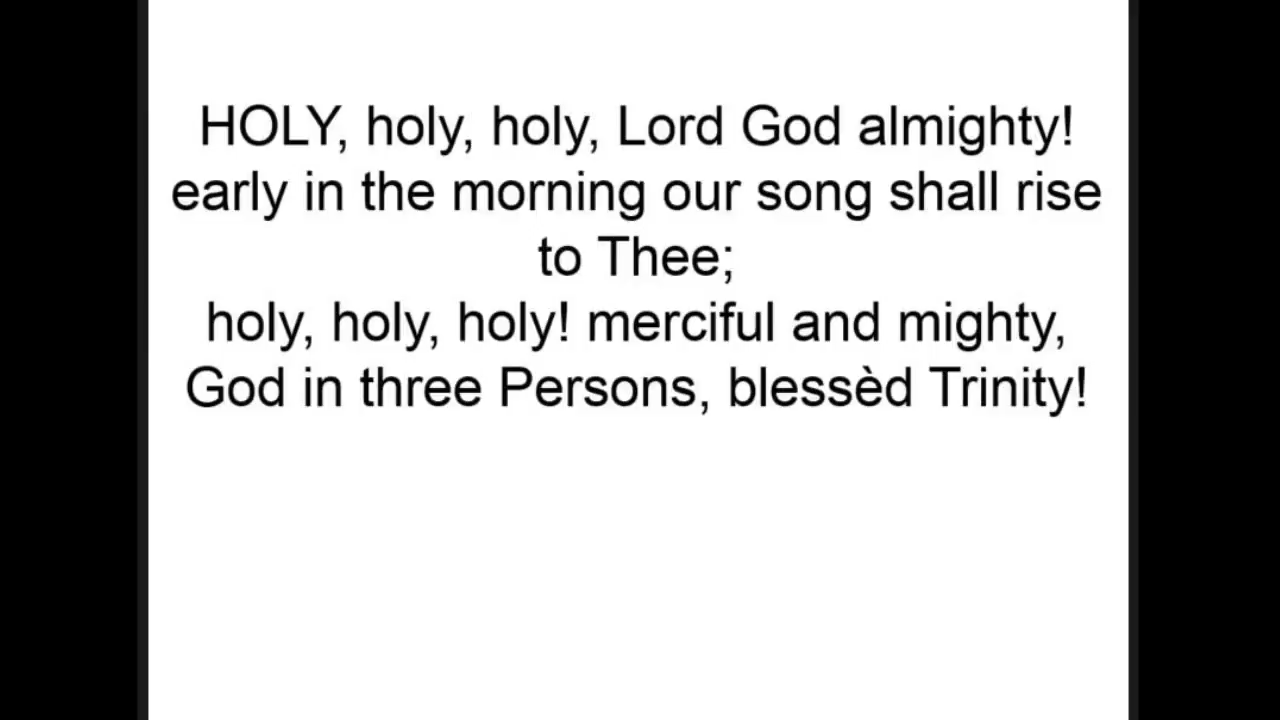 HOLY, holy, holy, Lord God almighty!
early in the morning our song shall rise
to Thee;
holy, holy, holy! merciful and mighty,
God in three Persons, blessèd Trinity!